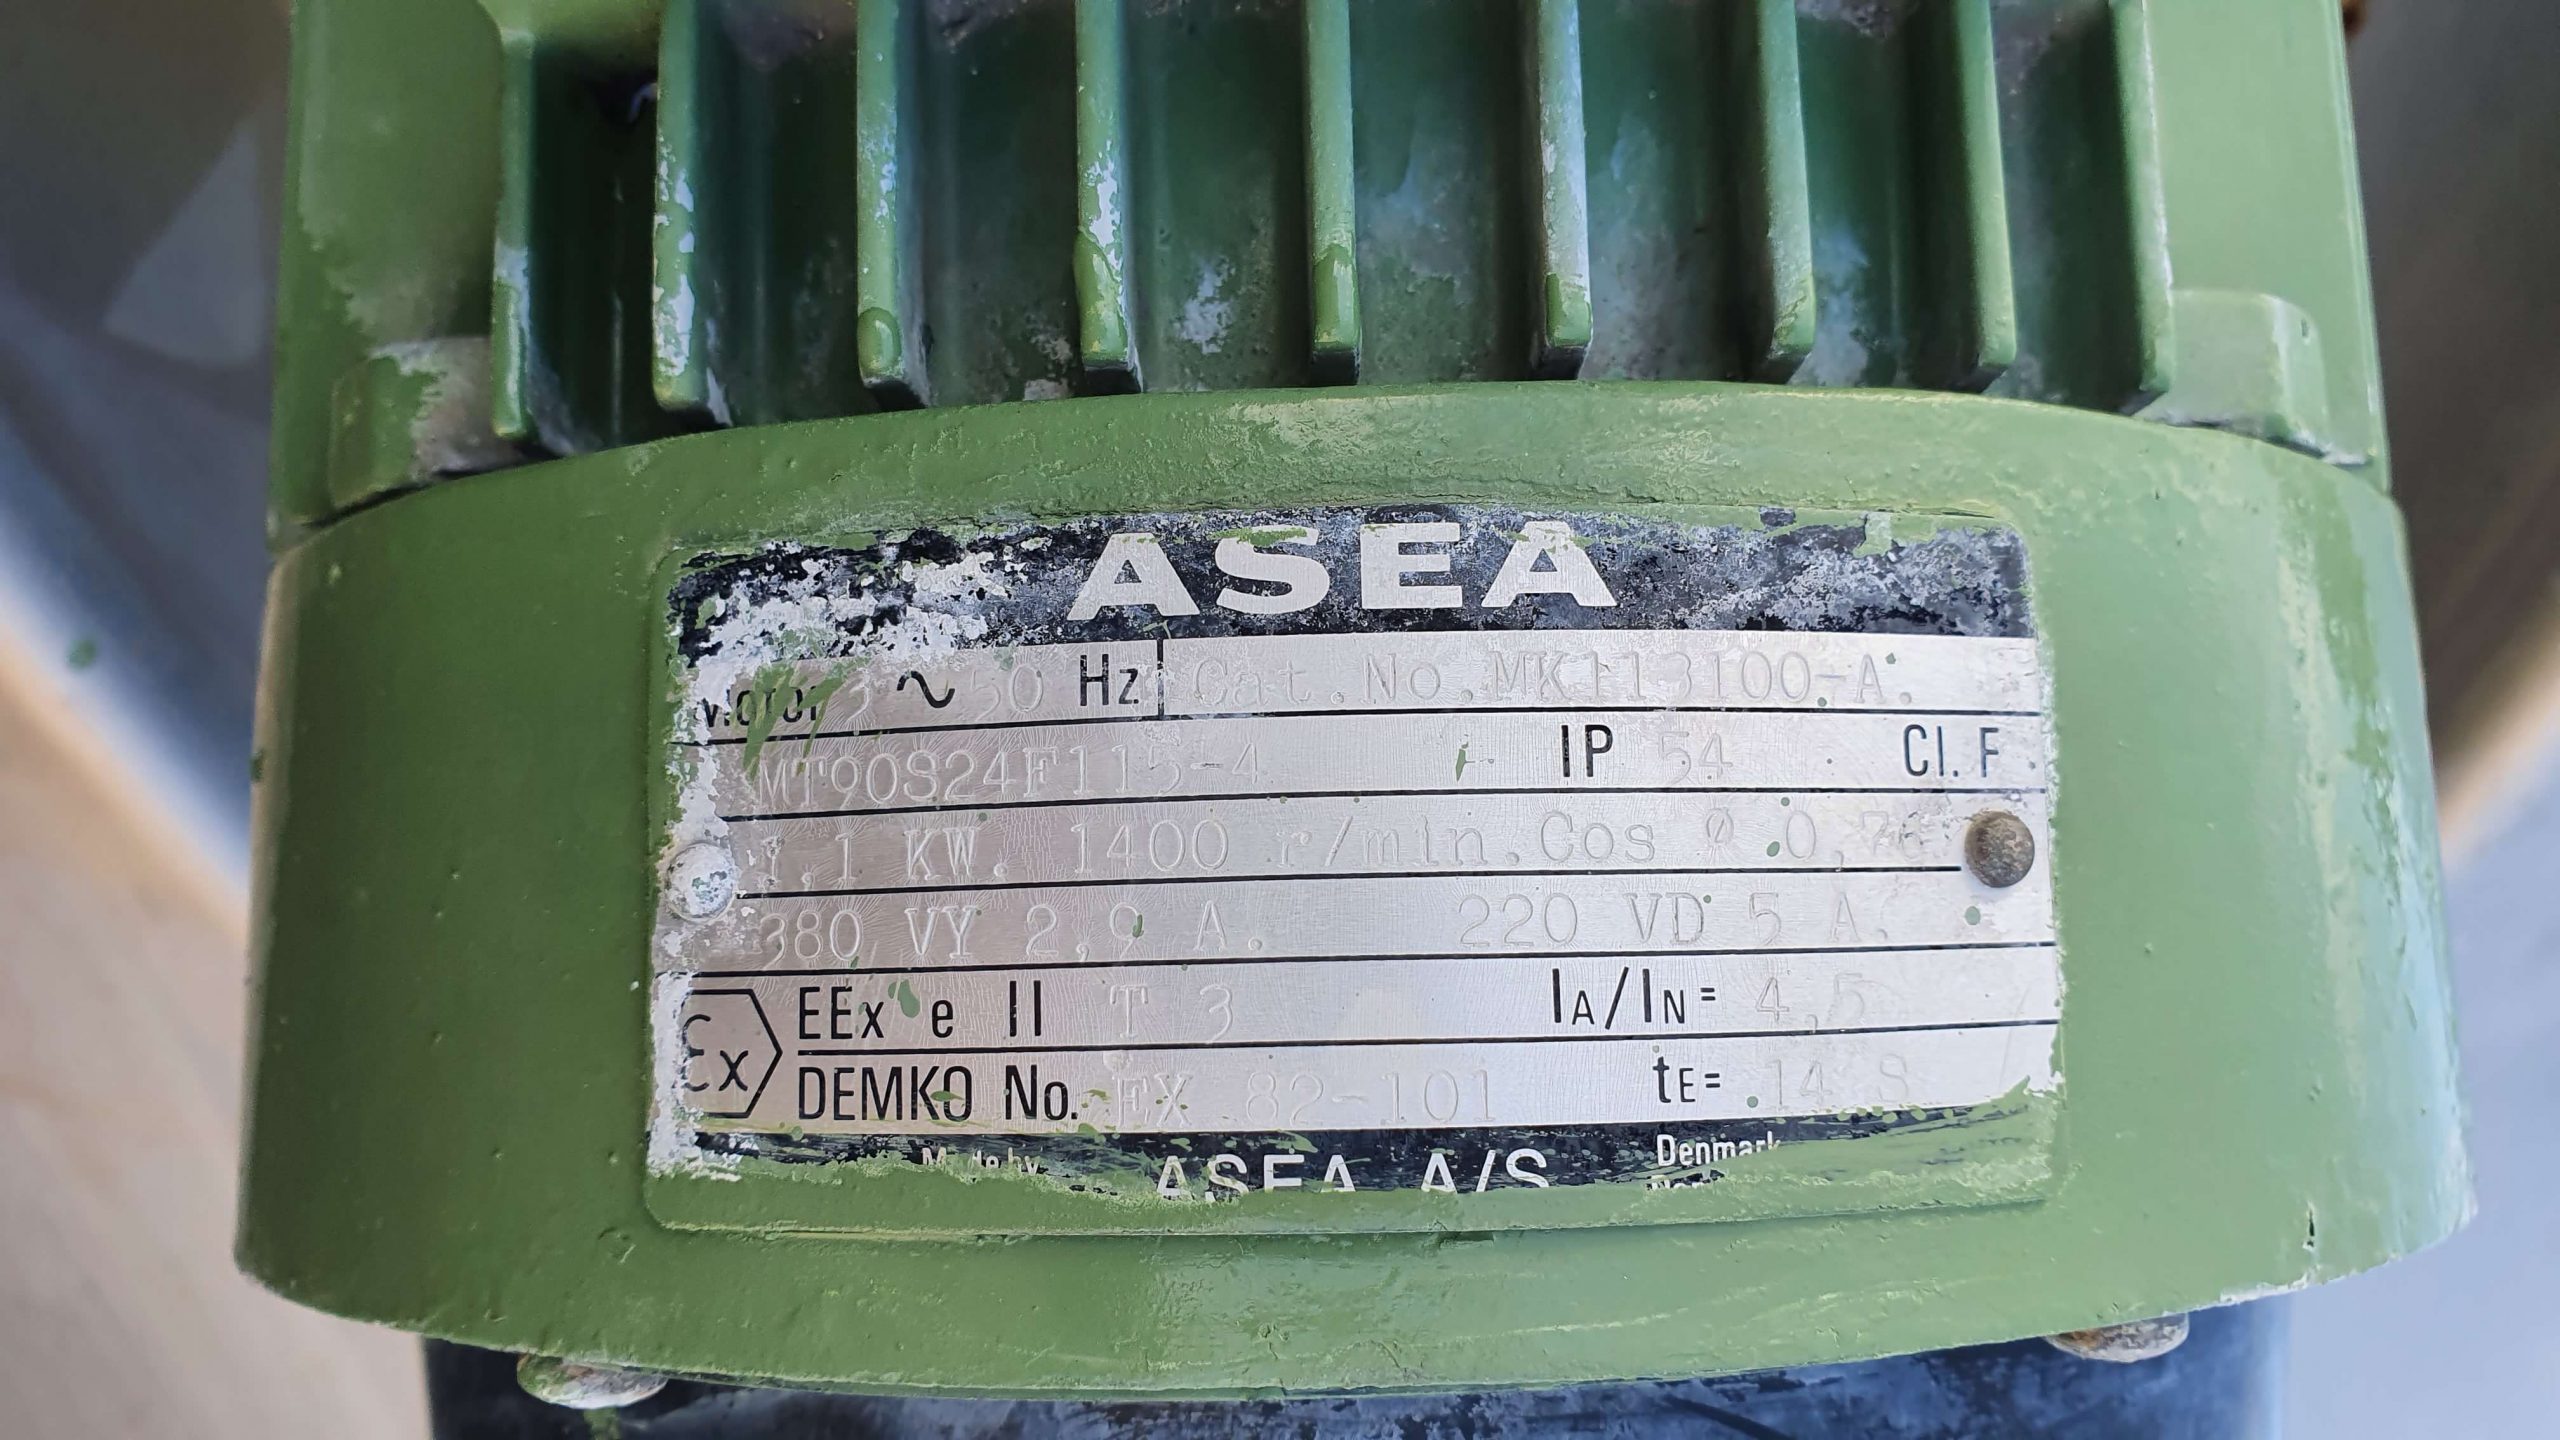 ASEA
Motor 3 ~ 50 Hz Cat.No.MK113100-A.
MT90S24F115-4 IP 54 Cl. F
1,1 KW. 1400 r/min. Cos Ø 0,76
380 VY 2,9 A. 220 VD 5 A.
Ex EEx e II T 3 IA/IN= 4,5
DEMKO No. EX 82-101 tE= 14 S
Made by ASEA A/S Denmark